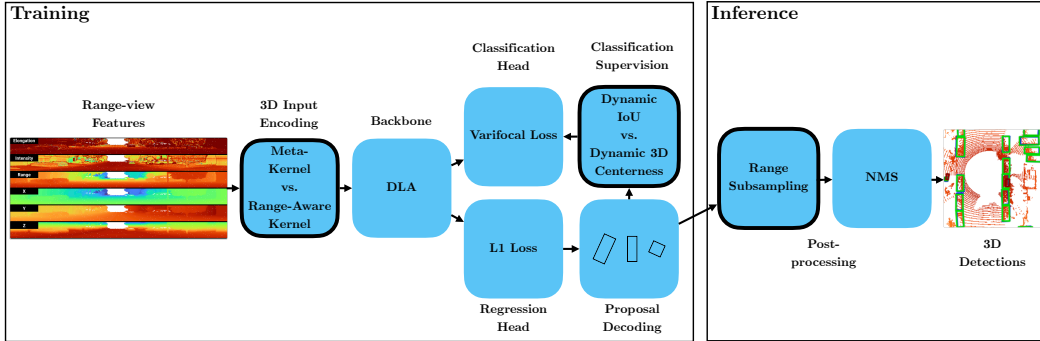 Training
Range-view
Features
Elongation
Intensity
Range
X
Y
Z
3D Input
Encoding
Meta-
Kernel
vs.
Range-Aware
Kernel
Backbone
DLA
Classification
Head
Varifocal Loss
L1 Loss
Regression
Head
Classification
Supervision
Dynamic
IoU
vs.
Dynamic 3D
Centerness
Proposal
Decoding
Inference
Range
Subsampling
NMS
Post-
processing
3D
Detections